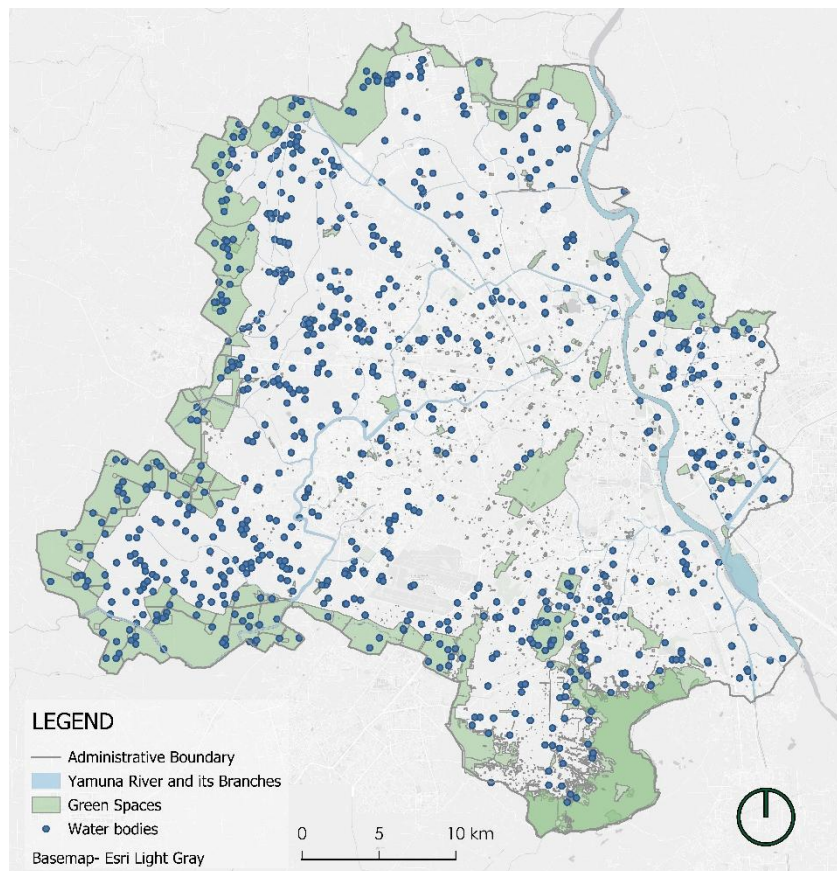 LEGEND
Administrative Boundary
Yamuna River and its Branches
Green Spaces
Water bodies
Basemap- Esri Light Gray
0 5 10 km